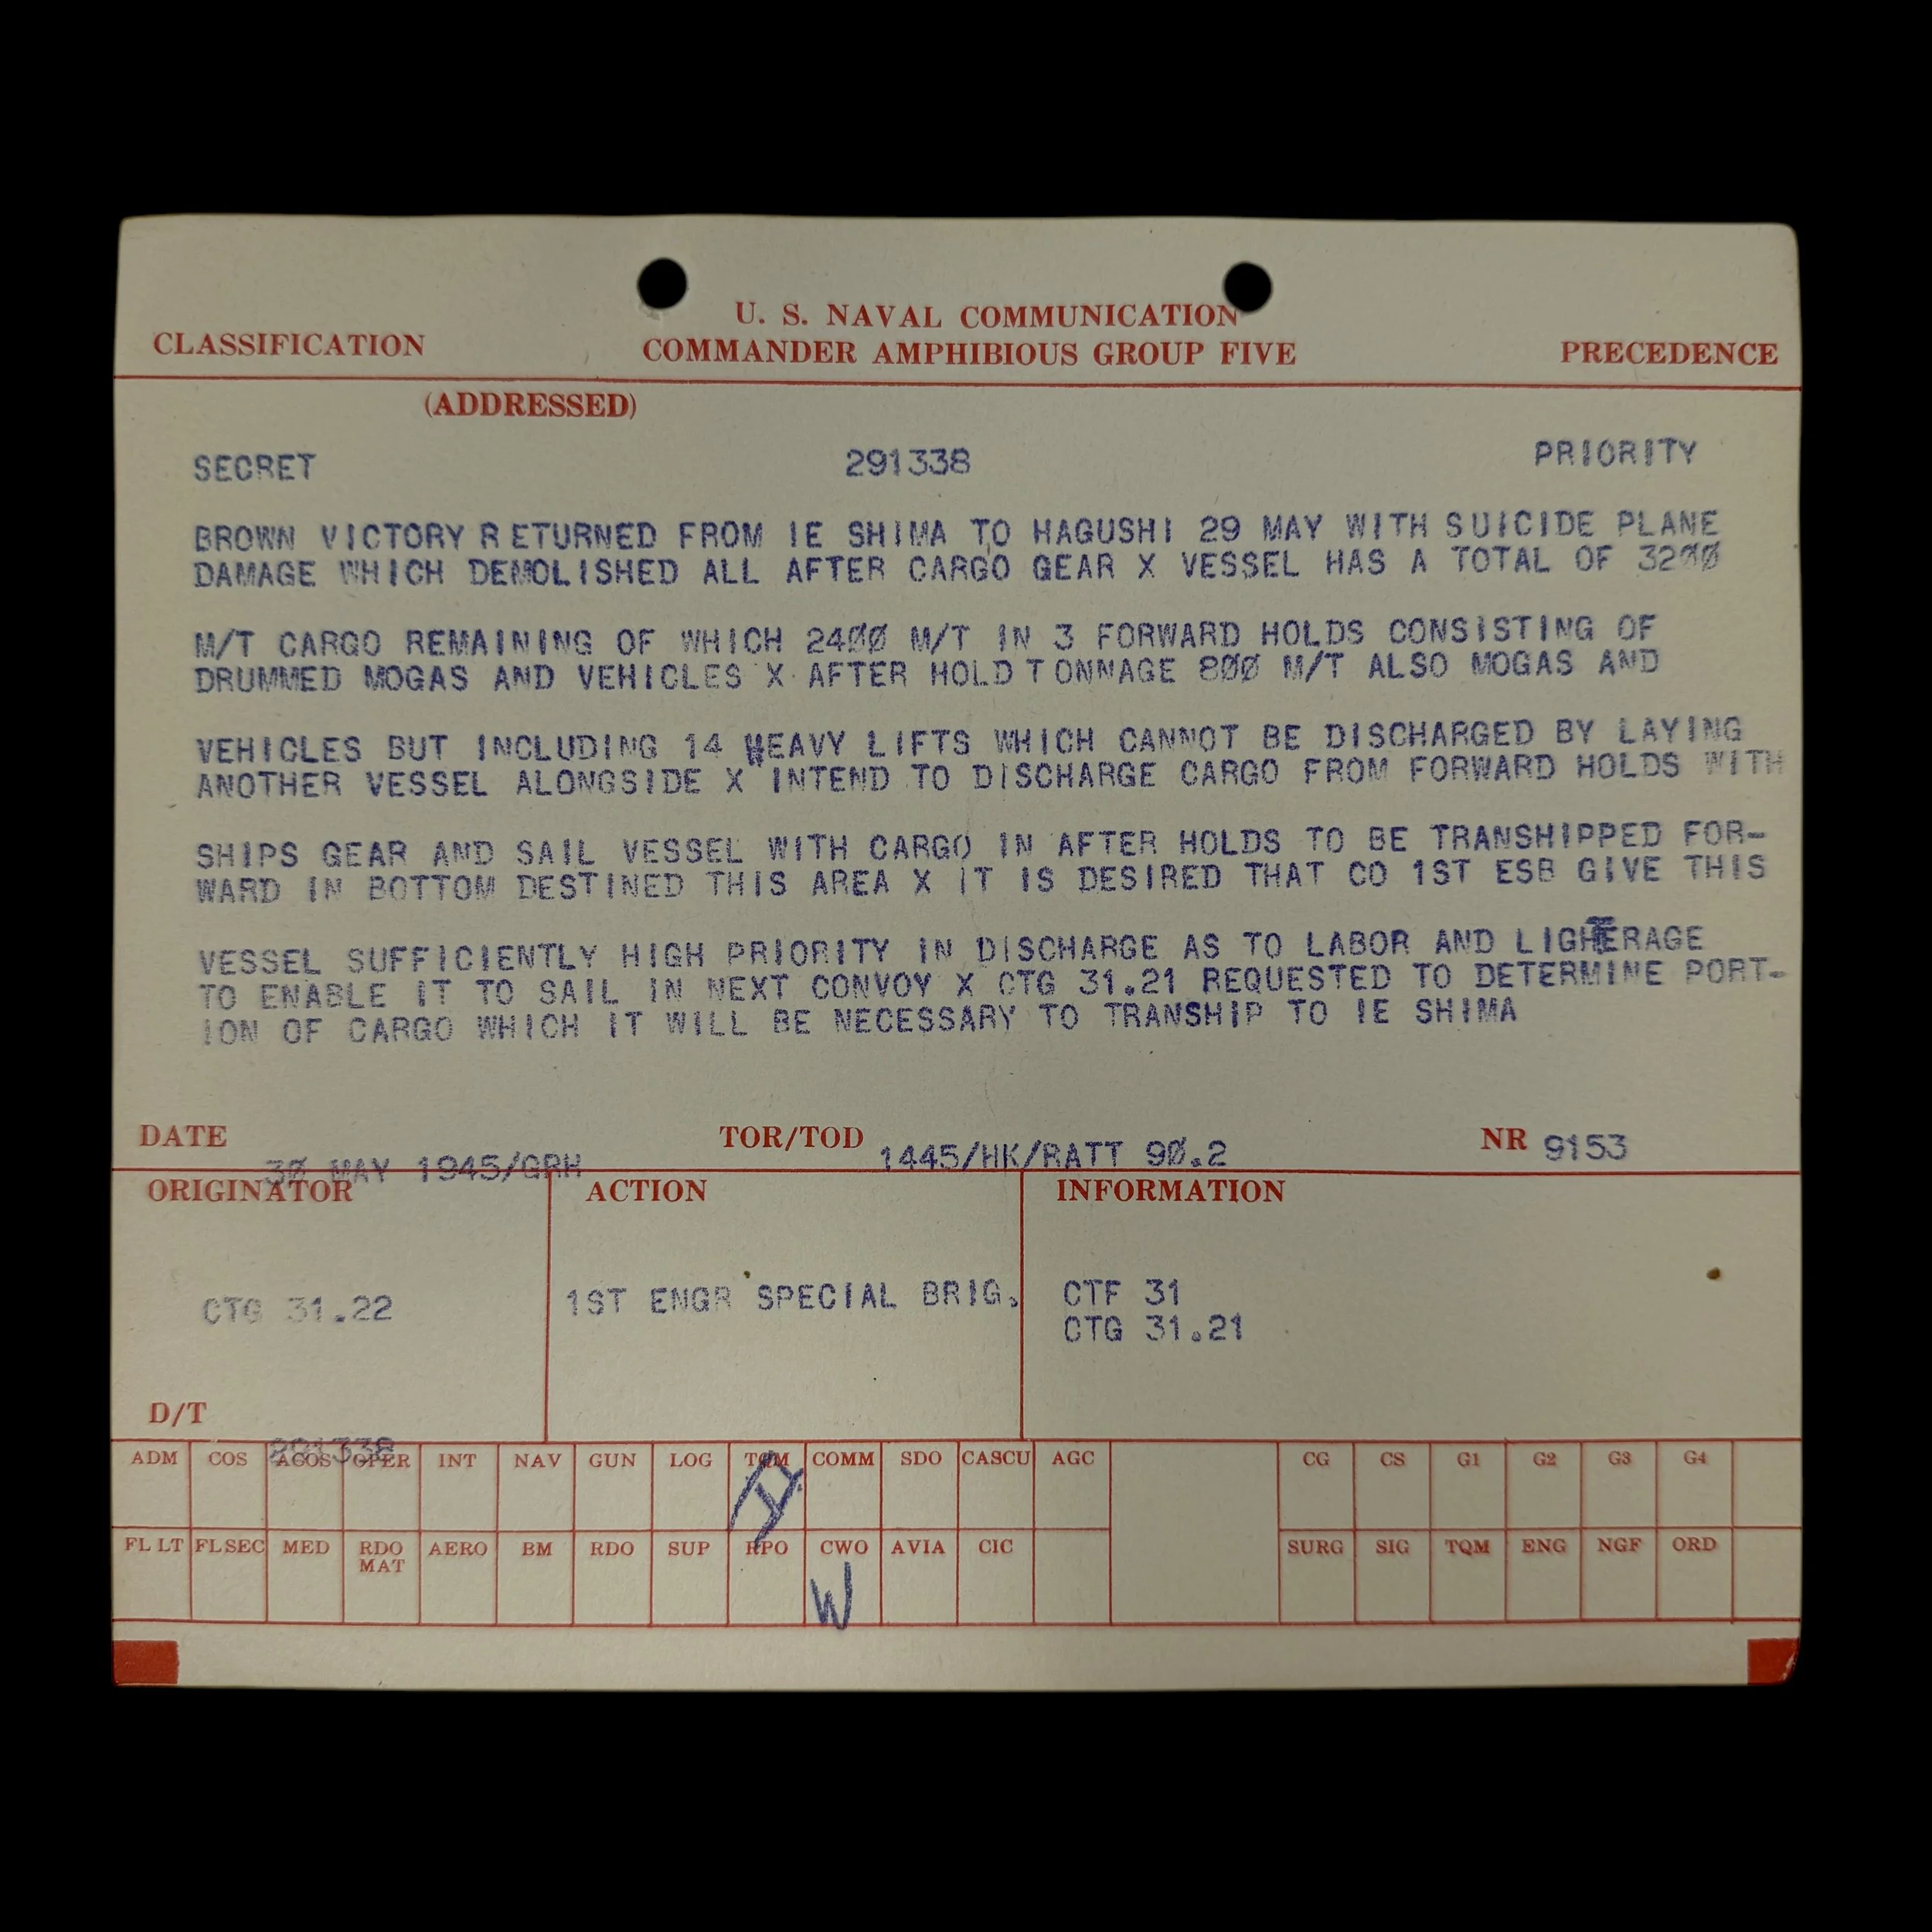 U. S. NAVAL COMMUNICATION
CLASSIFICATION COMMANDER AMPHIBIOUS GROUP FIVE PRECEDENCE
(ADDRESSED)
SECRET 291338 PRIORITY
BROWN VICTORY R ETURNED FROM IE SHIMA TO HAGUSHI 29 MAY WITH SUICIDE PLANE
DAMAGE WHICH DEMOLISHED ALL AFTER CARGO GEAR X VESSEL HAS A TOTAL OF 32ØØ
M/T CARGO REMAINING OF WHICH 24ØØ M/T IN 3 FORWARD HOLDS CONSISTING OF
DRUMMED MOGAS AND VEHICLES X AFTER HOLD T ONNAGE 8ØØ M/T ALSO MOGAS AND
VEHICLES BUT INCLUDING 14 HEAVY LIFTS WHICH CANNOT BE DISCHARGED BY LAYING
ANOTHER VESSEL ALONGSIDE X INTEND TO DISCHARGE CARGO FROM FORWARD HOLDS WITH
SHIPS GEAR AND SAIL VESSEL WITH CARGO IN AFTER HOLDS TO BE TRANSHIPPED FOR-
WARD IN BOTTOM DESTINED THIS AREA X IT IS DESIRED THAT CO 1ST ESB GIVE THIS
VESSEL SUFFICIENTLY HIGH PRIORITY IN DISCHARGE AS TO LABOR AND LIGHTERAGE
TO ENABLE IT TO SAIL IN NEXT CONVOY X CTG 31.21 REQUESTED TO DETERMINE PORT-
ION OF CARGO WHICH IT WILL BE NECESSARY TO TRANSHIP TO IE SHIMA
DATE 3Ø MAY 1945/GRH TOR/TOD 1445/HK/RATT 9Ø.2 NR 9153
ORIGINATOR ACTION INFORMATION
CTG 31.22 1ST ENGR SPECIAL BRIG. CTF 31
CTG 31.21
D/T 291338
ADM COS ACOS OPER INT NAV GUN LOG TQM COMM SDO CASCU AGC CG CS G1 G2 G3 G4
FL LT FL SEC MED RDO MAT AERO BM RDO SUP RPO CWO AVIA CIC SURG SIG TQM ENG NGF ORD
W